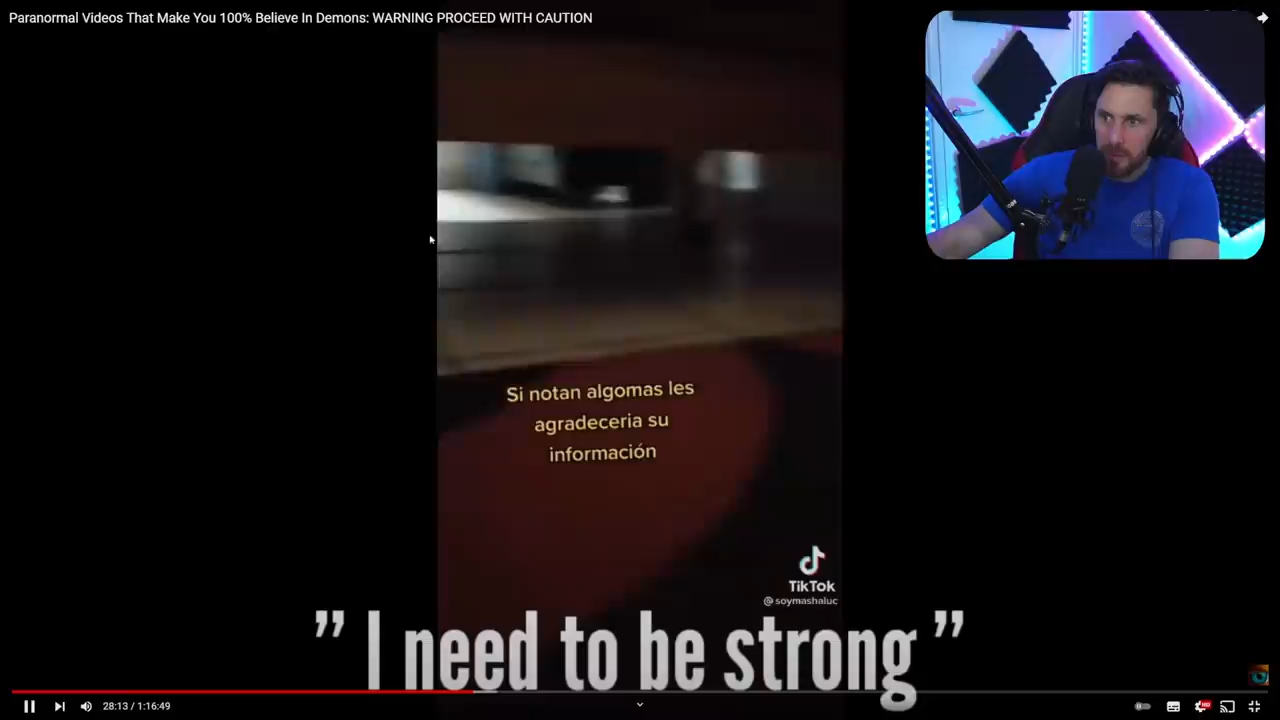 Paranormal Videos That Make You 100% Believe In Demons: WARNING PROCEED WITH CAUTION
Si notan algomas les
agradeceria su
información
TikTok
@soymashaluc
" I need to be strong "
28:13 / 1:16:49
HD